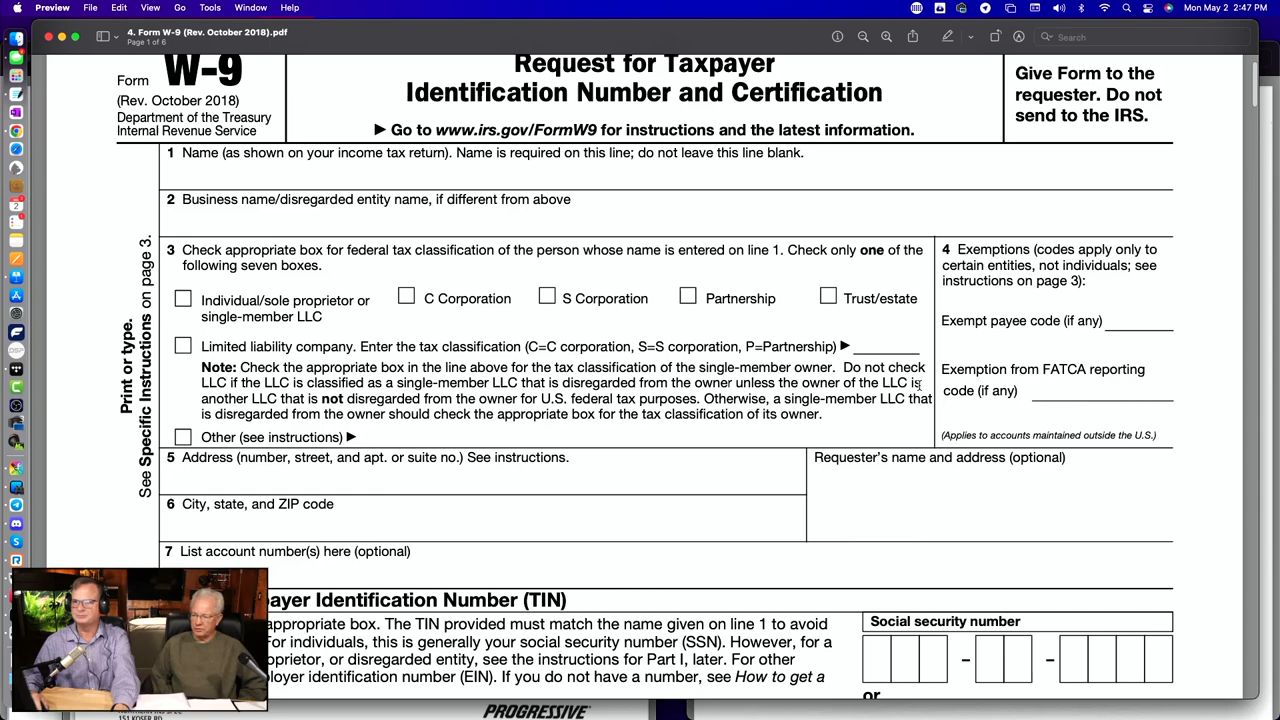 Preview File Edit View Go Tools Window Help Mon May 2 2:47 PM
4. Form W-9 (Rev. October 2018).pdf
Page 1 of 6
Search
Form W-9
(Rev. October 2018)
Department of the Treasury
Internal Revenue Service
Request for Taxpayer
Identification Number and Certification
▶ Go to www.irs.gov/FormW9 for instructions and the latest information.
Give Form to the
requester. Do not
send to the IRS.
Print or type.
See Specific Instructions on page 3.
1 Name (as shown on your income tax return). Name is required on this line; do not leave this line blank.
2 Business name/disregarded entity name, if different from above
3 Check appropriate box for federal tax classification of the person whose name is entered on line 1. Check only one of the
following seven boxes.
Individual/sole proprietor or
single-member LLC
C Corporation
S Corporation
Partnership
Trust/estate
Limited liability company. Enter the tax classification (C=C corporation, S=S corporation, P=Partnership) ▶
Note: Check the appropriate box in the line above for the tax classification of the single-member owner. Do not check
LLC if the LLC is classified as a single-member LLC that is disregarded from the owner unless the owner of the LLC is
another LLC that is not disregarded from the owner for U.S. federal tax purposes. Otherwise, a single-member LLC that
is disregarded from the owner should check the appropriate box for the tax classification of its owner.
Other (see instructions) ▶
4 Exemptions (codes apply only to
certain entities, not individuals; see
instructions on page 3):
Exempt payee code (if any)
Exemption from FATCA reporting
code (if any)
(Applies to accounts maintained outside the U.S.)
5 Address (number, street, and apt. or suite no.) See instructions.
Requester's name and address (optional)
6 City, state, and ZIP code
7 List account number(s) here (optional)
payer Identification Number (TIN)
appropriate box. The TIN provided must match the name given on line 1 to avoid
For individuals, this is generally your social security number (SSN). However, for a
oprietor, or disregarded entity, see the instructions for Part I, later. For other
loyer identification number (EIN). If you do not have a number, see How to get a
Social security number
or
151 KOSER RD
PROGRESSIVE